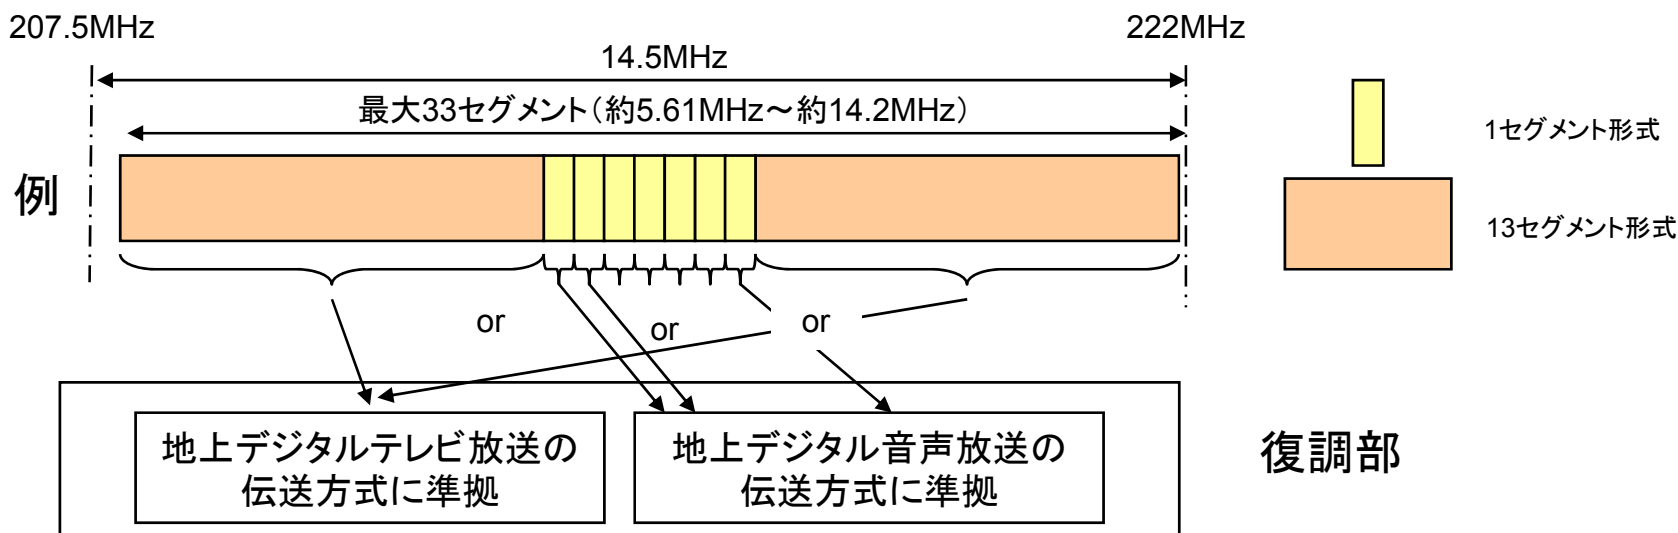 207.5MHz
222MHz
14.5MHz
最大33セグメント(約5.61MHz~約14.2MHz)
1セグメント形式
例
13セグメント形式
or
or
or
地上デジタルテレビ放送の
伝送方式に準拠
地上デジタル音声放送の
伝送方式に準拠
復調部